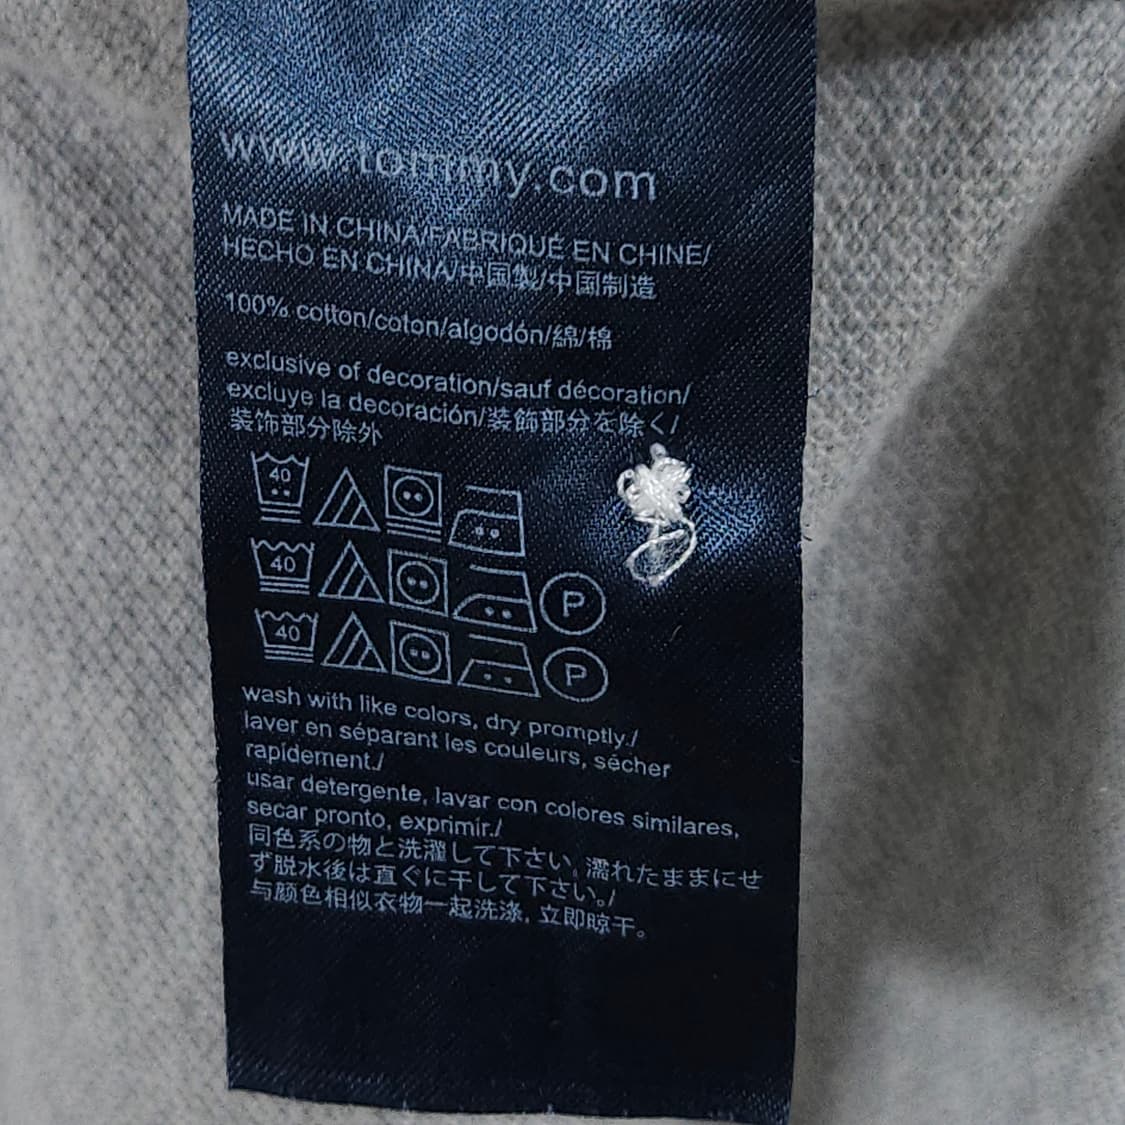 www.tommy.com
MADE IN CHINA/FABRIQUÉ EN CHINE/
HECHO EN CHINA/中国製/中国制造
100% cotton/coton/algodón/綿/棉
exclusive of decoration/sauf décoration/
excluye la decoración/装飾部分を除く/
装饰部分除外
40
40 P
40 P
wash with like colors, dry promptly./
laver en séparant les couleurs, sécher
rapidement./
usar detergente, lavar con colores similares,
secar pronto, exprimir./
同色系の物と洗濯して下さい。濡れたままにせ
ず脱水後は直ぐに干して下さい。/
与颜色相似衣物一起洗涤, 立即晾干。